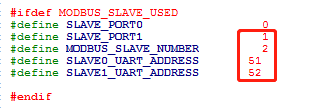 #ifdef MODBUS_SLAVE_USED
#define SLAVE_PORT0 0
#define SLAVE_PORT1 1
#define MODBUS_SLAVE_NUMBER 2
#define SLAVE0_UART_ADDRESS 51
#define SLAVE1_UART_ADDRESS 52
#endif